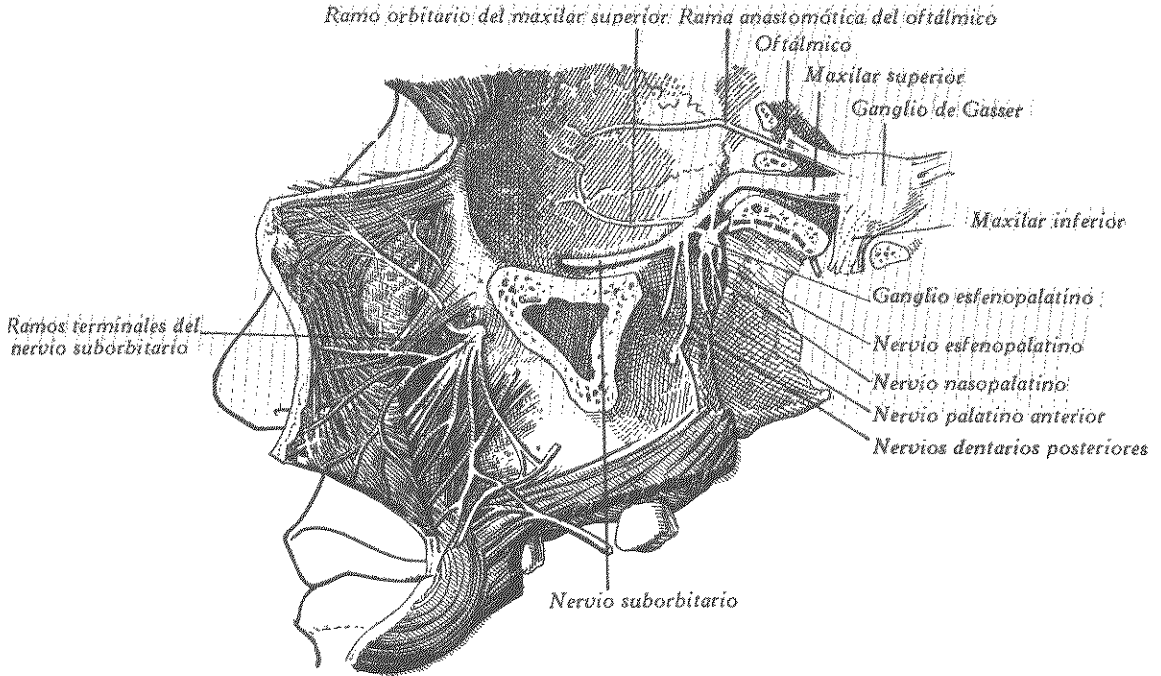 Ramo orbitario del maxilar superior. Rama anastomótica del oftálmico
Oftálmico
Maxilar superior
Ganglio de Gasser
Maxilar inferior
Ganglio esfenopalatino
Ramos terminales del
nervio suborbitario
Nervio esfenopalatino
Nervio nasopalatino
Nervio palatino anterior
Nervios dentarios posteriores
Nervio suborbitario